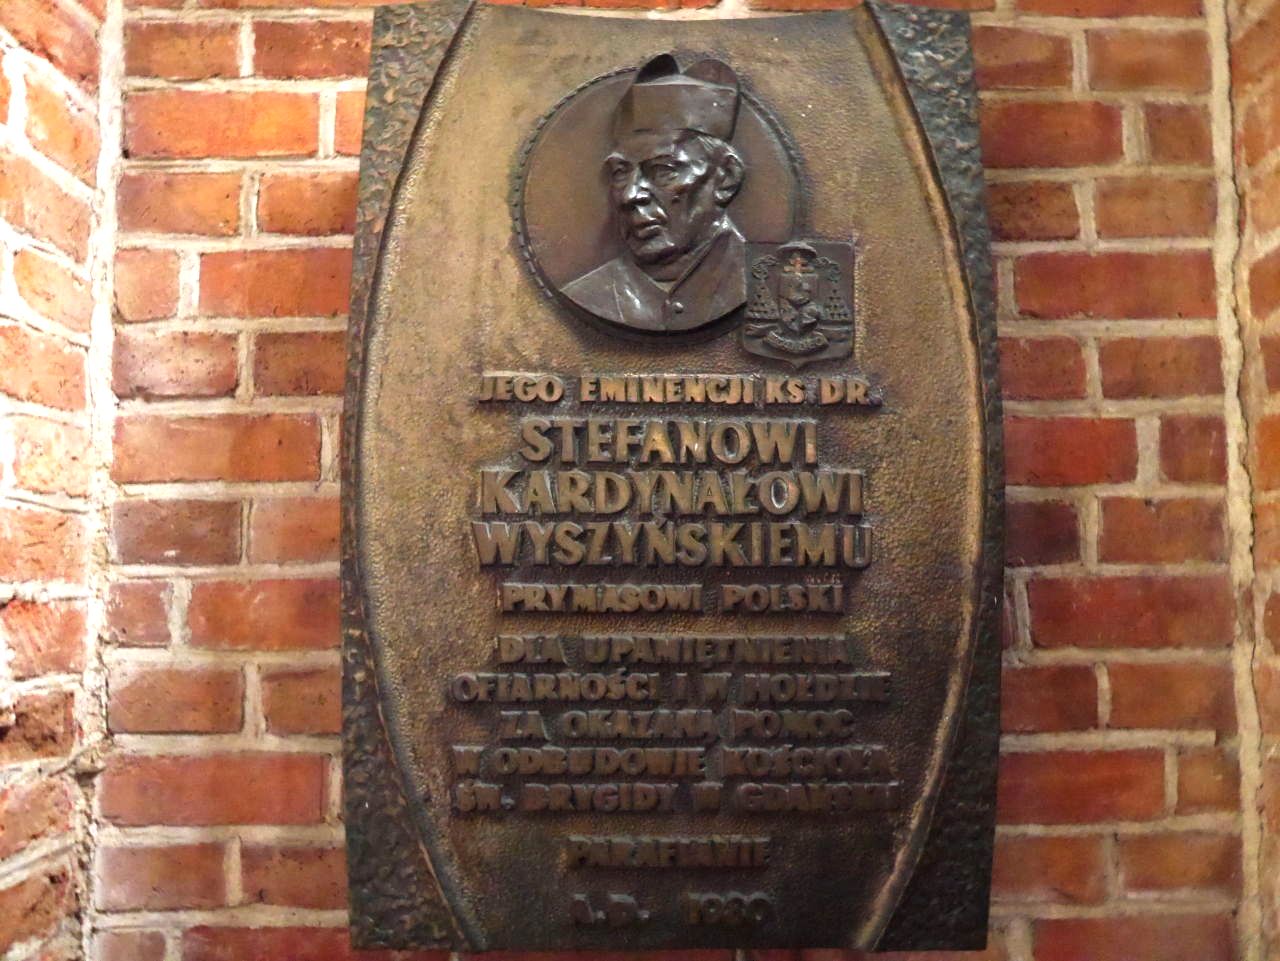 JEGO EMINENCJI KS. DR.
STEFANOWI
KARDYNAŁOWI
WYSZYŃSKIEMU
PRYMASOWI POLSKI
DLA UPAMIĘTNIENIA
OFIARNOŚCI I W HOŁDZIE
ZA OKAZANĄ POMOC
W ODBUDOWIE KOŚCIOŁA
ŚW. BRYGIDY W GDAŃSKU
PARAFIANIE
A.D. 1980